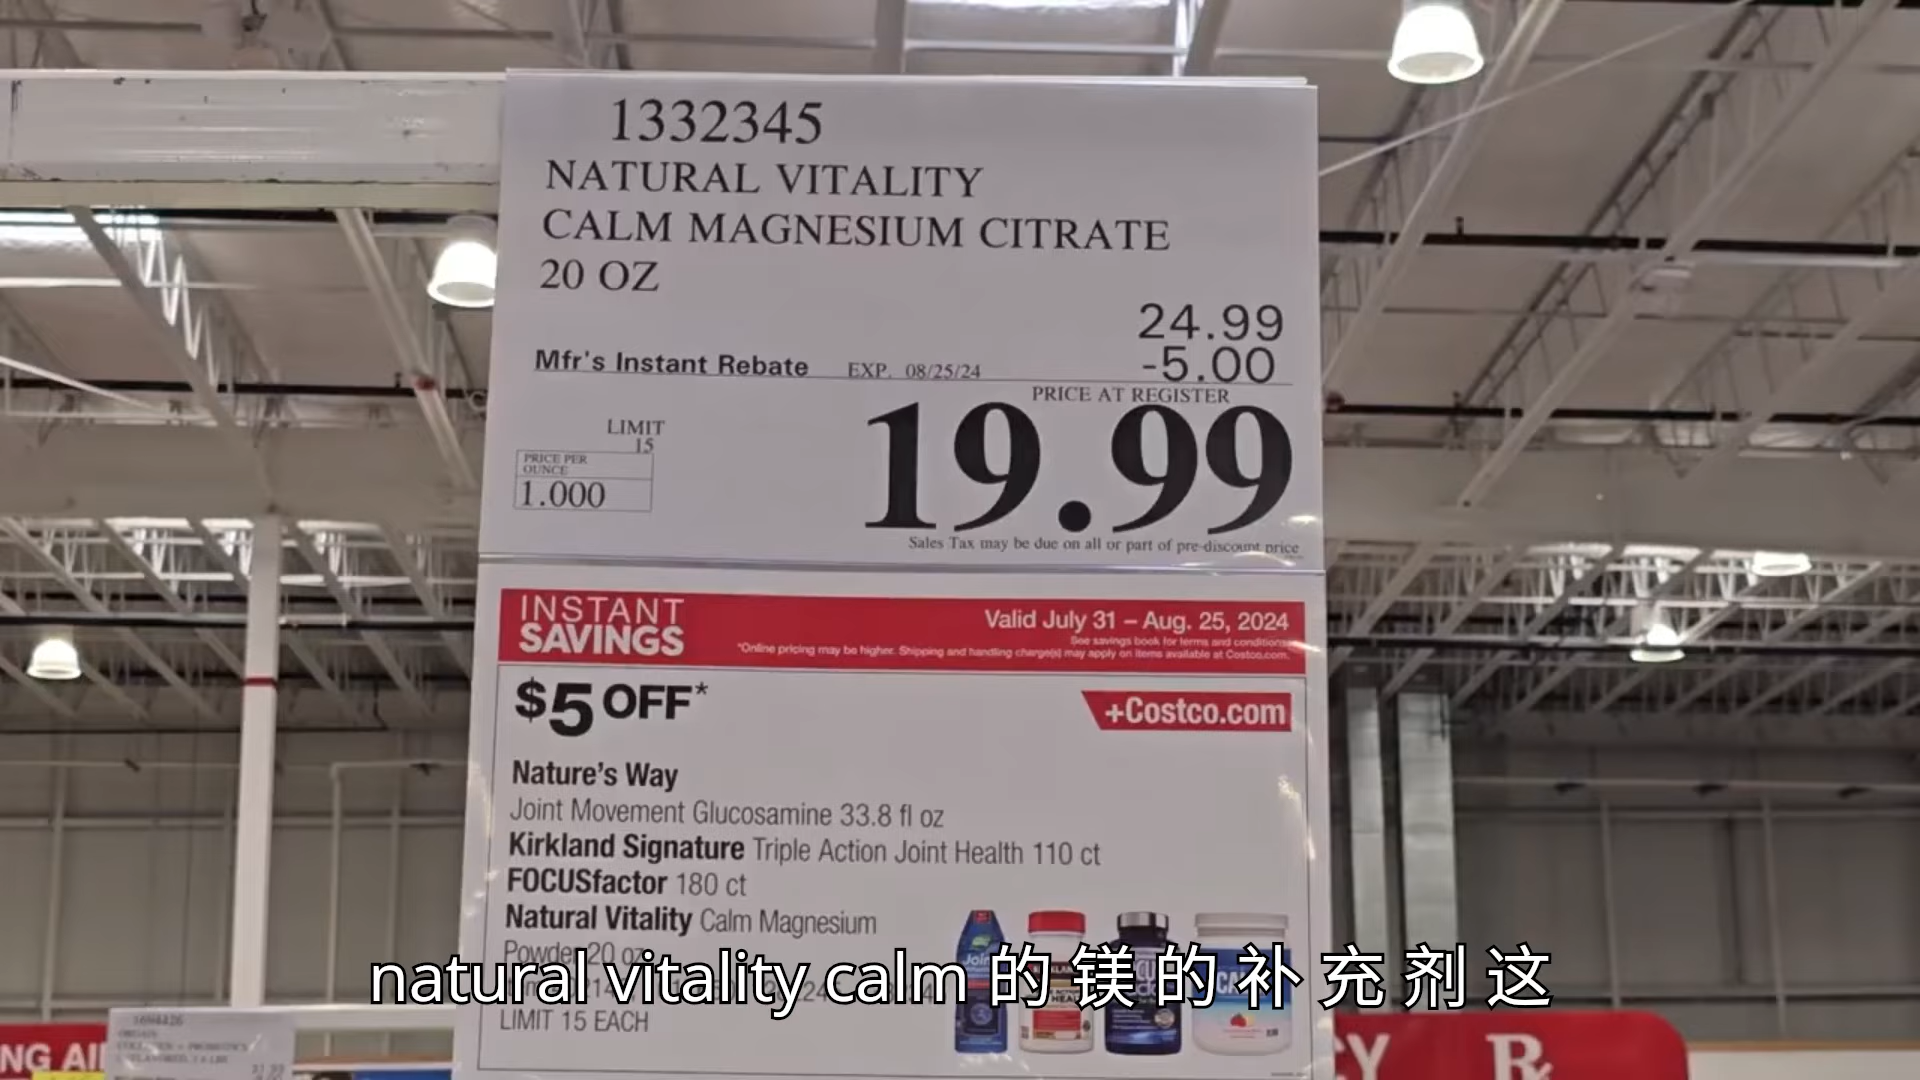 1332345
NATURAL VITALITY
CALM MAGNESIUM CITRATE
20 OZ
24.99
Mfr's Instant Rebate EXP. 08/25/24 -5.00
PRICE AT REGISTER
19.99
LIMIT
15
PRICE PER
OUNCE
1.000
Sales Tax may be due on all or part of pre-discount price
INSTANT
SAVINGS
Valid July 31 – Aug. 25, 2024
See savings book for terms and conditions.
*Online pricing may be higher. Shipping and handling charge(s) may apply on items available at Costco.com.
$5 OFF*
+Costco.com
Nature's Way
Joint Movement Glucosamine 33.8 fl oz
Kirkland Signature Triple Action Joint Health 110 ct
FOCUSfactor 180 ct
Natural Vitality Calm Magnesium
Powder 20 oz
natural vitality calm 的 镁 的 补 充 剂 这
LIMIT 15 EACH